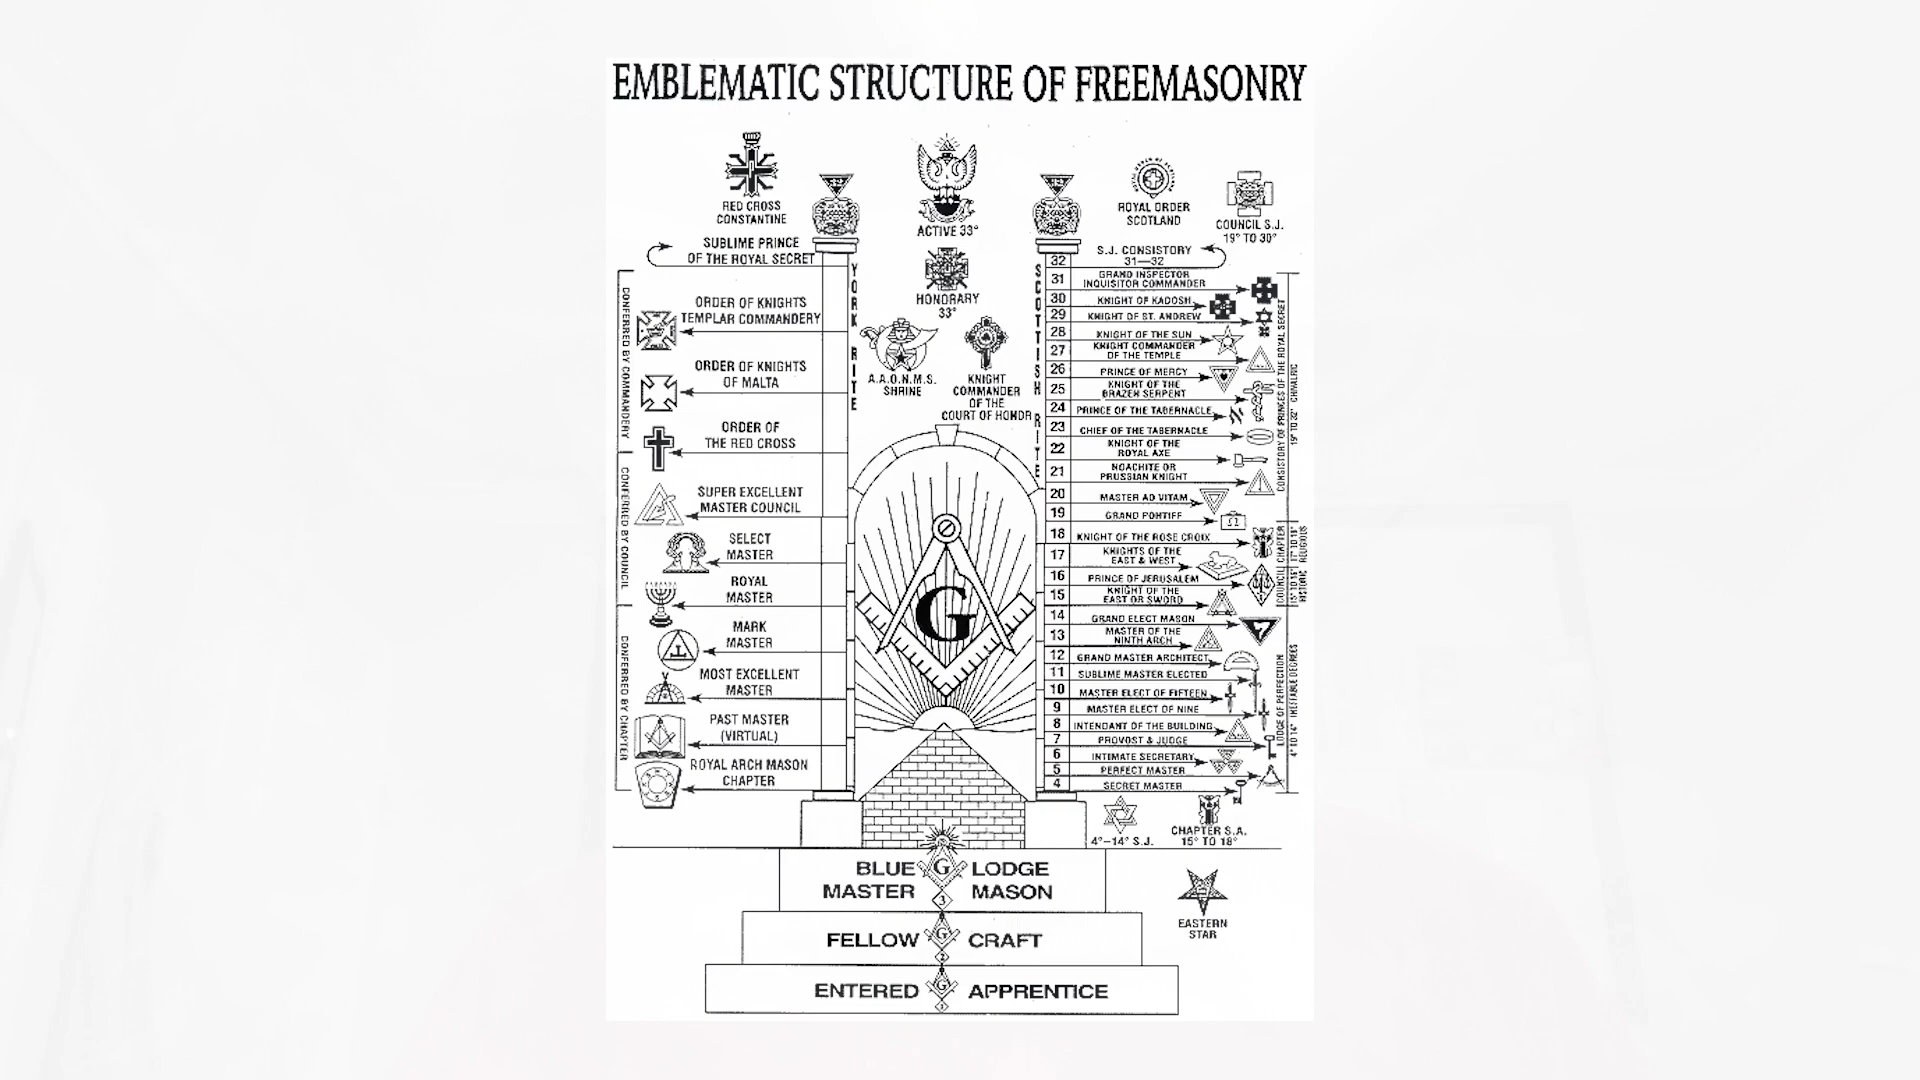 EMBLEMATIC STRUCTURE OF FREEMASONRY
RED CROSS
CONSTANTINE
ACTIVE 33°
ROYAL ORDER
SCOTLAND
COUNCIL S.J.
19° TO 30°
SUBLIME PRINCE
OF THE ROYAL SECRET
HONORARY
33°
A.A.O.N.M.S.
SHRINE
KNIGHT
COMMANDER
OF THE
COURT OF HONOR
YORK RITE
CONFERRED BY COMMANDERY
ORDER OF KNIGHTS
TEMPLAR COMMANDERY
ORDER OF KNIGHTS
OF MALTA
ORDER OF
THE RED CROSS
CONFERRED BY COUNCIL
SUPER EXCELLENT
MASTER COUNCIL
SELECT
MASTER
ROYAL
MASTER
CONFERRED BY CHAPTER
MARK
MASTER
MOST EXCELLENT
MASTER
PAST MASTER
(VIRTUAL)
ROYAL ARCH MASON
CHAPTER
G
SCOTTISH RITE
S.J. CONSISTORY
31—32
32
31 GRAND INSPECTOR
INQUISITOR COMMANDER
30 KNIGHT OF KADOSH
29 KNIGHT OF ST. ANDREW
28 KNIGHT OF THE SUN
27 KNIGHT COMMANDER
OF THE TEMPLE
26 PRINCE OF MERCY
25 KNIGHT OF THE
BRAZEN SERPENT
24 PRINCE OF THE TABERNACLE
23 CHIEF OF THE TABERNACLE
22 KNIGHT OF THE
ROYAL AXE
21 NOACHITE OR
PRUSSIAN KNIGHT
20 MASTER AD VITAM
19 GRAND PONTIFF
18 KNIGHT OF THE ROSE CROIX
17 KNIGHTS OF THE
EAST & WEST
16 PRINCE OF JERUSALEM
15 KNIGHT OF THE
EAST OR SWORD
14 GRAND ELECT MASON
13 MASTER OF THE
NINTH ARCH
12 GRAND MASTER ARCHITECT
11 SUBLIME MASTER ELECTED
10 MASTER ELECT OF FIFTEEN
9 MASTER ELECT OF NINE
8 INTENDANT OF THE BUILDING
7 PROVOST & JUDGE
6 INTIMATE SECRETARY
5 PERFECT MASTER
4 SECRET MASTER
CONSISTORY OF PRINCES OF THE ROYAL SECRET
19° TO 32° CHIVALRIC
CHAPTER
17° TO 18°
RELIGIOUS
COUNCIL
15° TO 16°
HISTORIC
LODGE OF PERFECTION
4° TO 14° INEFFABLE DEGREES
4°–14° S.J.
CHAPTER S.A.
15° TO 18°
BLUE G LODGE
MASTER 3 MASON
FELLOW G CRAFT
2
ENTERED G APPRENTICE
1
EASTERN
STAR